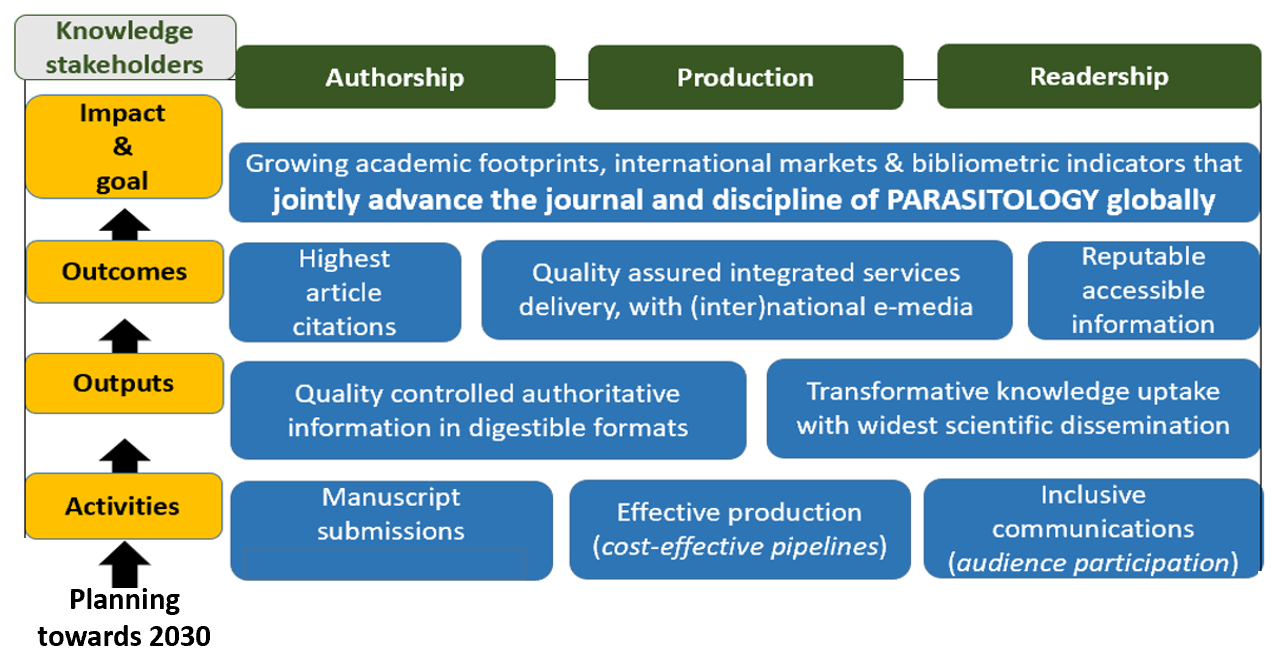 Knowledge
stakeholders
Authorship
Production
Readership
Impact
&
goal
Growing academic footprints, international markets & bibliometric indicators that
jointly advance the journal and discipline of PARASITOLOGY globally
Outcomes
Highest
article
citations
Quality assured integrated services
delivery, with (inter)national e-media
Reputable
accessible
information
Outputs
Quality controlled authoritative
information in digestible formats
Transformative knowledge uptake
with widest scientific dissemination
Activities
Manuscript
submissions
Effective production
(cost-effective pipelines)
Inclusive
communications
(audience participation)
Planning
towards 2030